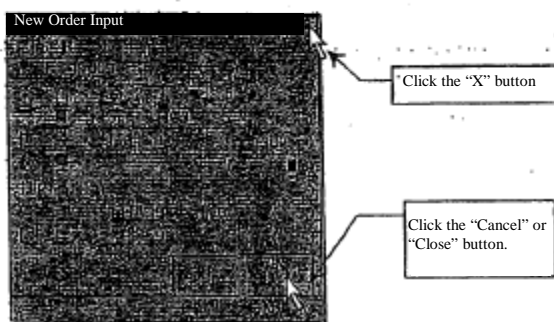 New Order Input
Click the “X” button
Click the “Cancel” or
“Close” button.